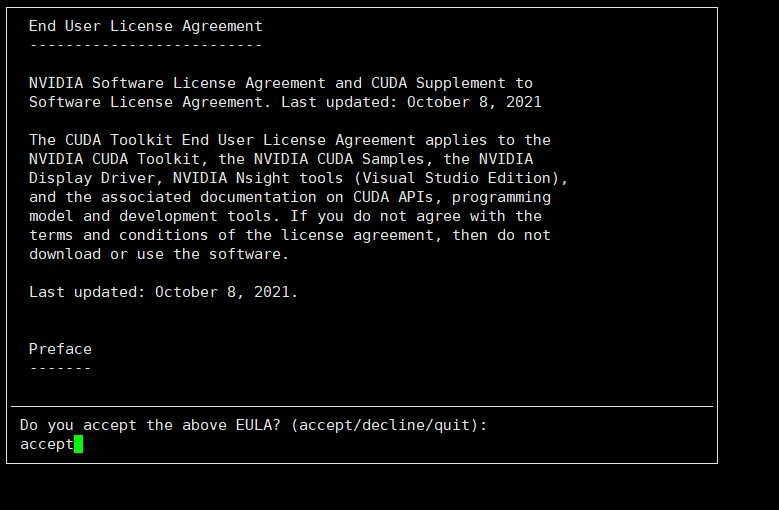 End User License Agreement
--------------------------
NVIDIA Software License Agreement and CUDA Supplement to
Software License Agreement. Last updated: October 8, 2021
The CUDA Toolkit End User License Agreement applies to the
NVIDIA CUDA Toolkit, the NVIDIA CUDA Samples, the NVIDIA
Display Driver, NVIDIA Nsight tools (Visual Studio Edition),
and the associated documentation on CUDA APIs, programming
model and development tools. If you do not agree with the
terms and conditions of the license agreement, then do not
download or use the software.
Last updated: October 8, 2021.
Preface
-------
Do you accept the above EULA? (accept/decline/quit):
accept